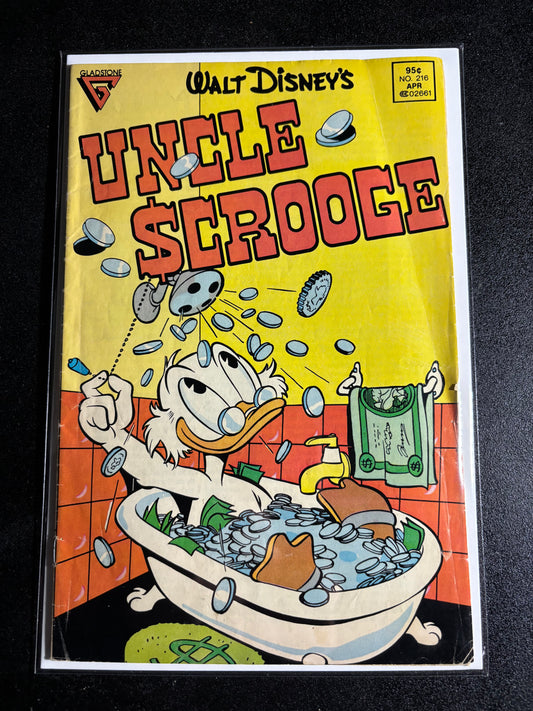 GLADSTONE
WALT DISNEY'S
95¢
NO. 216
APR
02661
UNCLE
$CROOGE